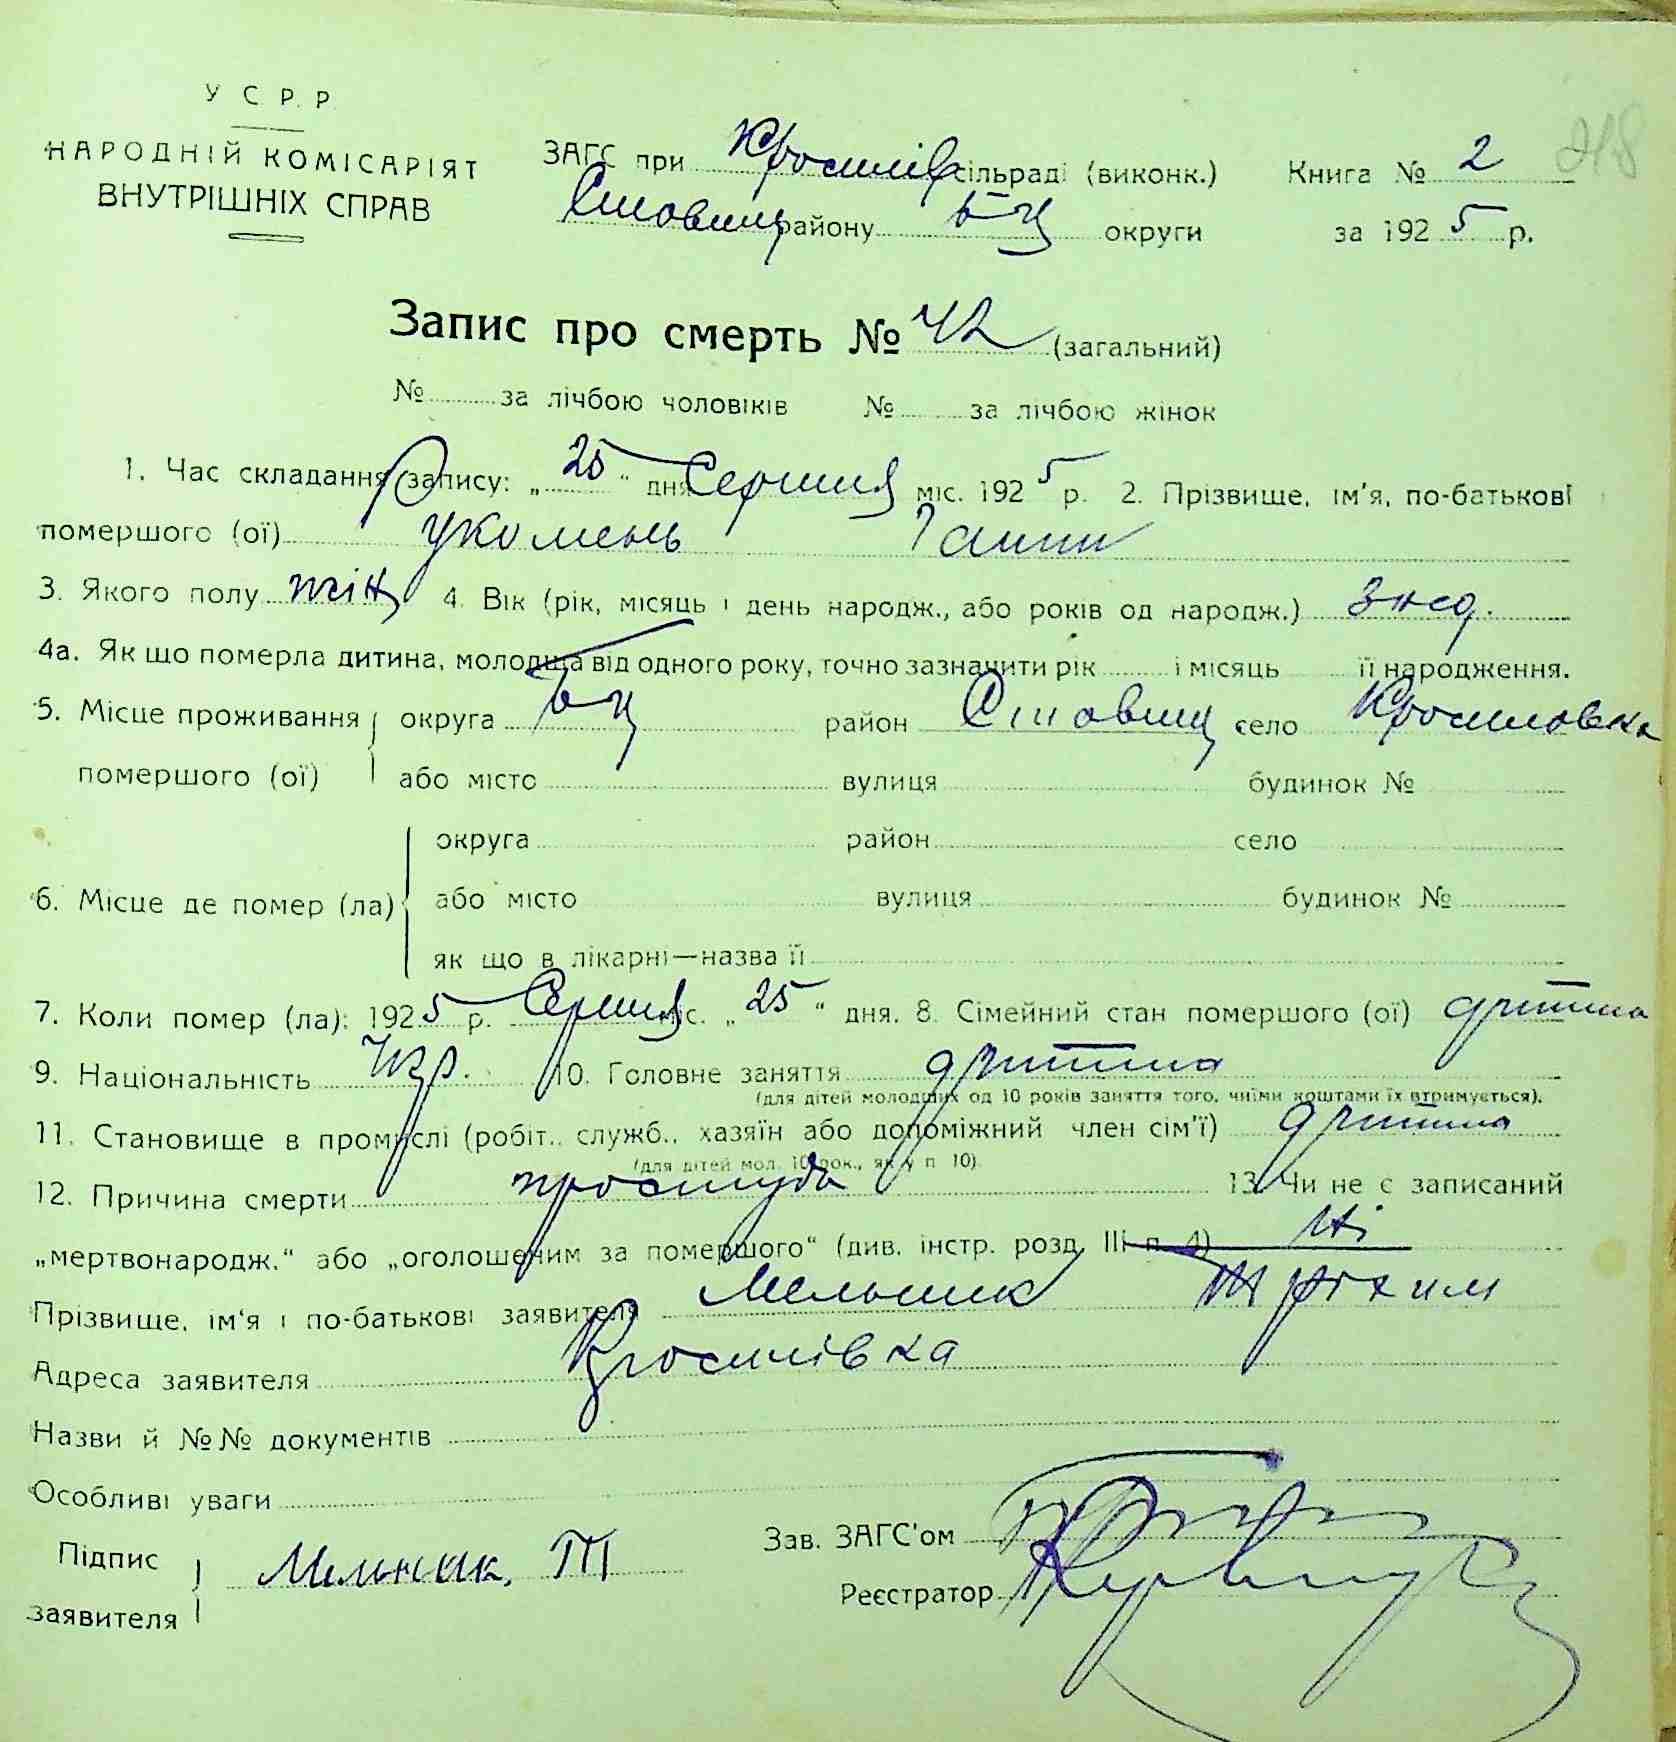 У С Р. Р.
НАРОДНІЙ КОМІСАРІЯТ
ВНУТРІШНІХ СПРАВ
ЗАГС при сільраді (виконк.) Книга № 2 218
Ставищ району БЦ округи за 1925 р.
Запис про смерть № 42 (загальний)
№ за лічбою чоловіків № за лічбою жінок
1. Час складання запису: „25“ дня Серпня міс. 1925 р. 2. Прізвище, ім'я, по-батькові
помершого (ої)
3. Якого полу жін 4. Вік (рік, місяць і день народж., або років од народж.) 3 нед.
4а. Як що померла дитина, молодща від одного року, точно зазначити рік і місяць її народження.
5. Місце проживання округа БЦ район Ставищ село
помершого (ої) або місто вулиця будинок №
округа район село
6. Місце де помер (ла) або місто вулиця будинок №
як що в лікарні—назва її
7. Коли помер (ла): 1925 р. Серпня міс. „25“ дня. 8. Сімейний стан помершого (ої) дитина
9. Національність Укр. 10. Головне заняття дитина
(для дітей молодших од 10 років заняття того, чиїми коштами їх втримується).
11. Становище в промислі (робіт., служб., хазяїн або допоміжний член сім'ї) дитина
(для дітей мол. 10 рок., як у п 10).
12. Причина смерти простуда 13. Чи не є записаний
„мертвонародж.“ або „оголошеним за помершого“ (див. інстр. розд. III п. 4) Ні
Прізвище, ім'я і по-батькові заявителя Мельник Трохим
Адреса заявителя
Назви й №№ документів
Особливі уваги
Підпис
заявителя Мельник. Т
Зав. ЗАГС'ом
Реєстратор